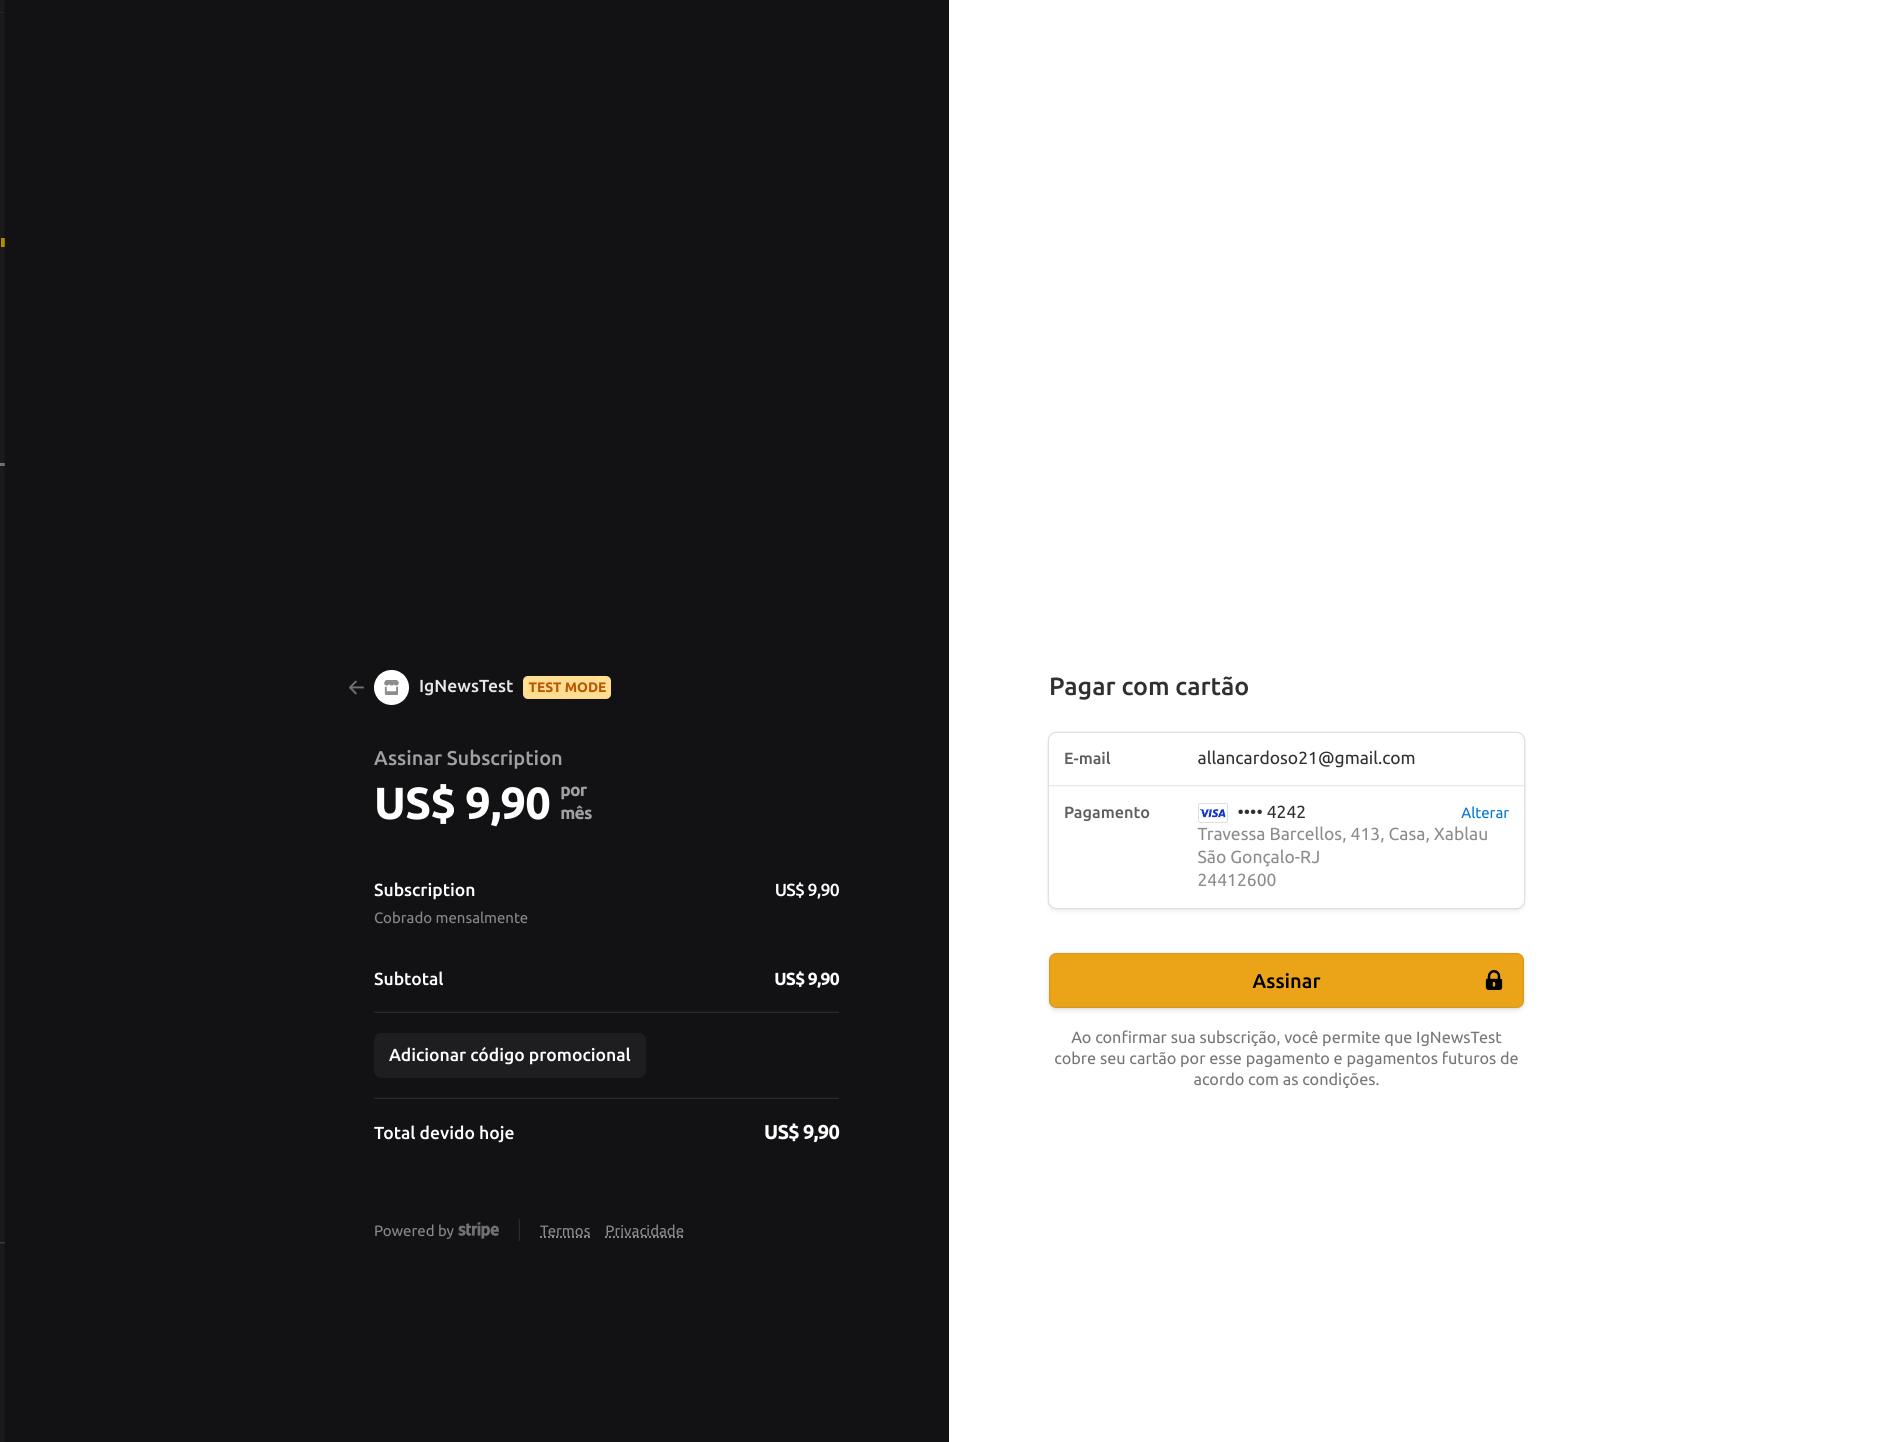 IgNewsTest TEST MODE
Assinar Subscription
US$ 9,90 por mês
Subscription US$ 9,90
Cobrado mensalmente
Subtotal US$ 9,90
Adicionar código promocional
Total devido hoje US$ 9,90
Powered by stripe Termos Privacidade
Pagar com cartão
E-mail allancardoso21@gmail.com
Pagamento VISA •••• 4242 Alterar
Travessa Barcellos, 413, Casa, Xablau
São Gonçalo-RJ
24412600
Assinar
Ao confirmar sua subscrição, você permite que IgNewsTest
cobre seu cartão por esse pagamento e pagamentos futuros de
acordo com as condições.